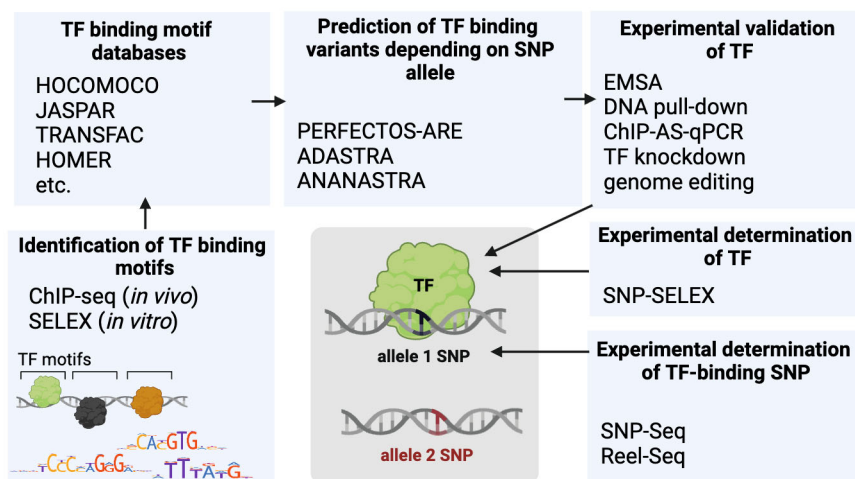 TF binding motif
databases
HOCOMOCO
JASPAR
TRANSFAC
HOMER
etc.
Prediction of TF binding
variants depending on SNP
allele
PERFECTOS-ARE
ADASTRA
ANANASTRA
Experimental validation
of TF
EMSA
DNA pull-down
ChIP-AS-qPCR
TF knockdown
genome editing
Identification of TF binding
motifs
ChIP-seq (in vivo)
SELEX (in vitro)
TF motifs
TF
allele 1 SNP
allele 2 SNP
Experimental determination
of TF
SNP-SELEX
Experimental determination
of TF-binding SNP
SNP-Seq
Reel-Seq